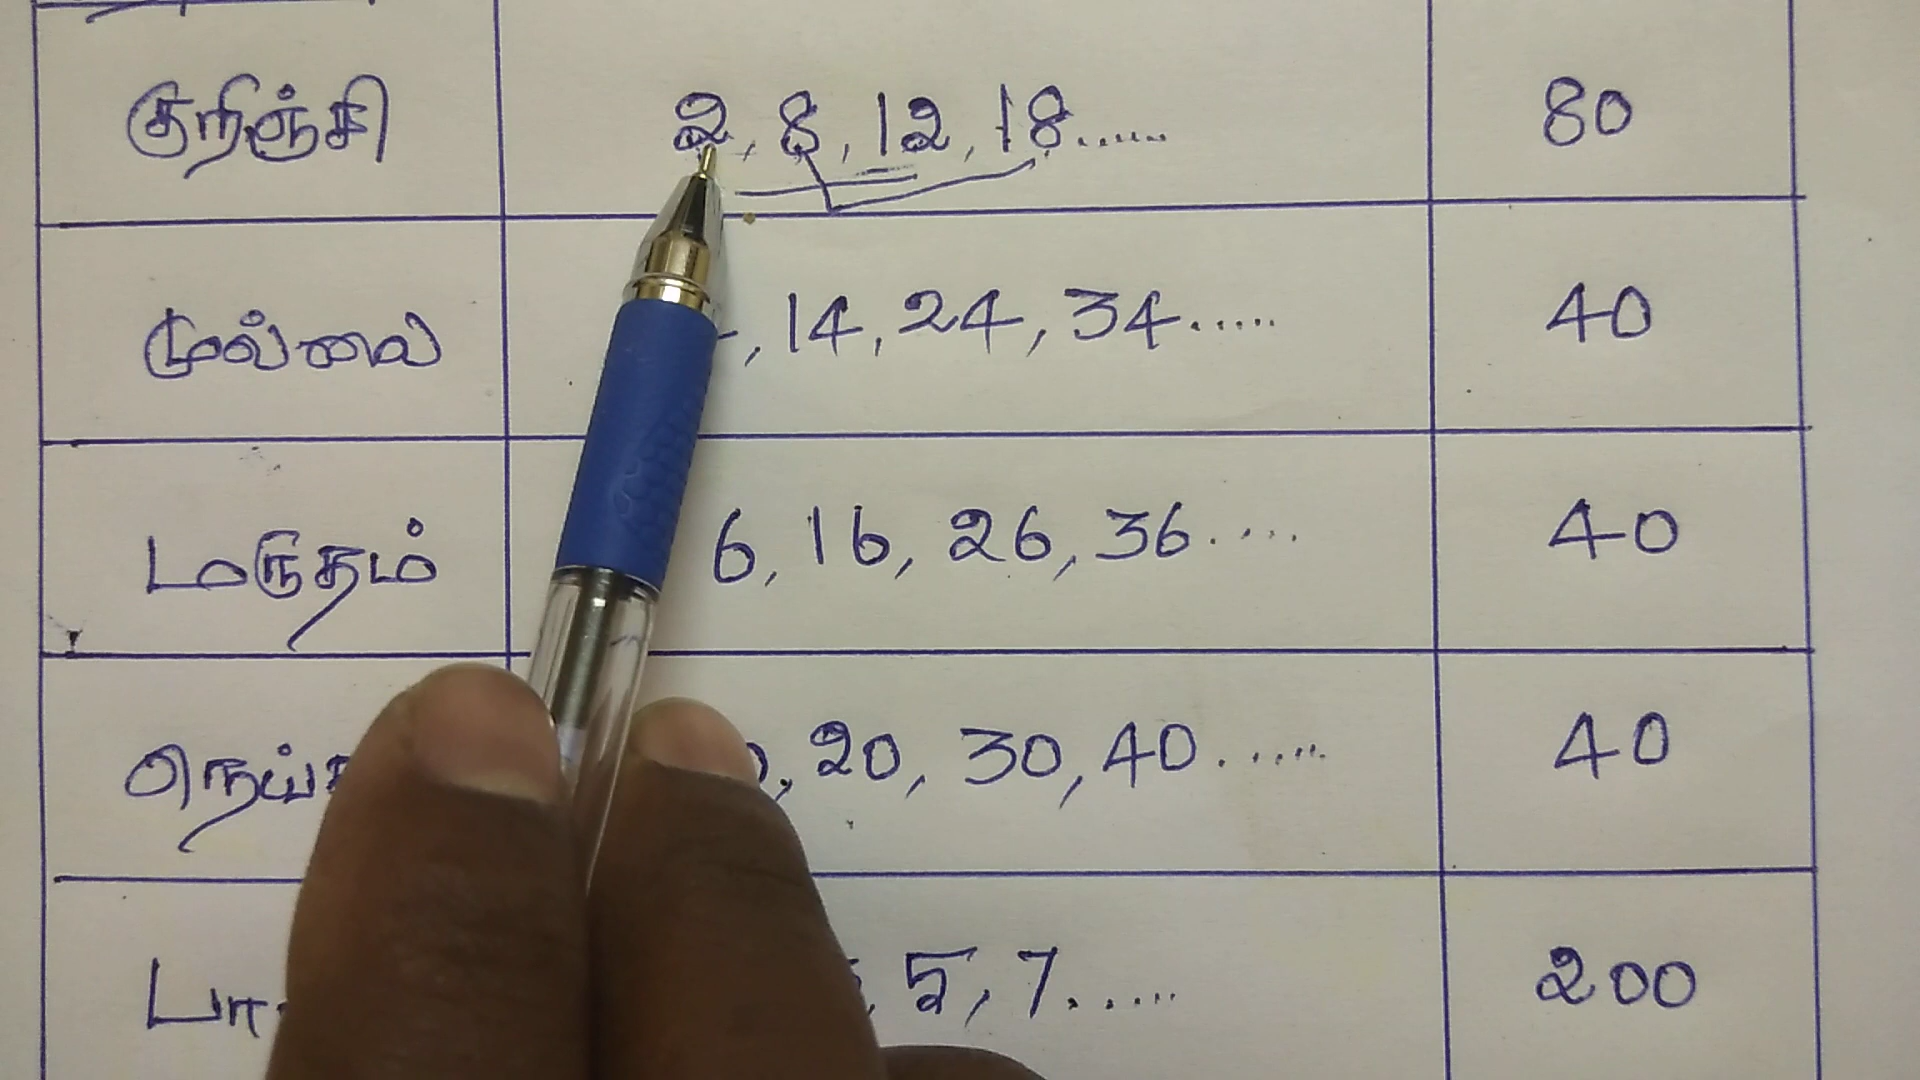 குறிஞ்சி 2, 8, 12, 18...... 80
முல்லை , 14, 24, 34..... 40
மருதம் 6, 16, 26, 36.... 40
20, 30, 40...... 40
5, 7...... 200